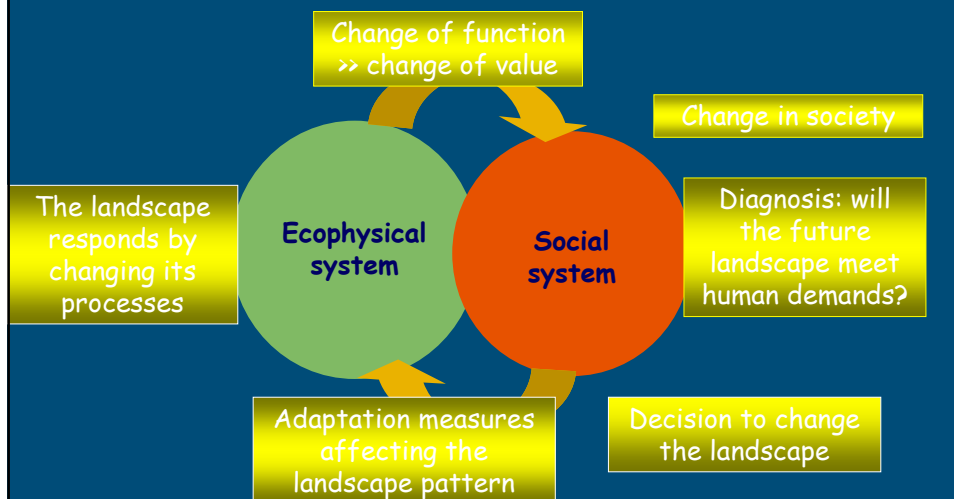 Change of function
>> change of value
Change in society
The landscape
responds by
changing its
processes
Ecophysical
system
Social
system
Diagnosis: will
the future
landscape meet
human demands?
Adaptation measures
affecting the
landscape pattern
Decision to change
the landscape